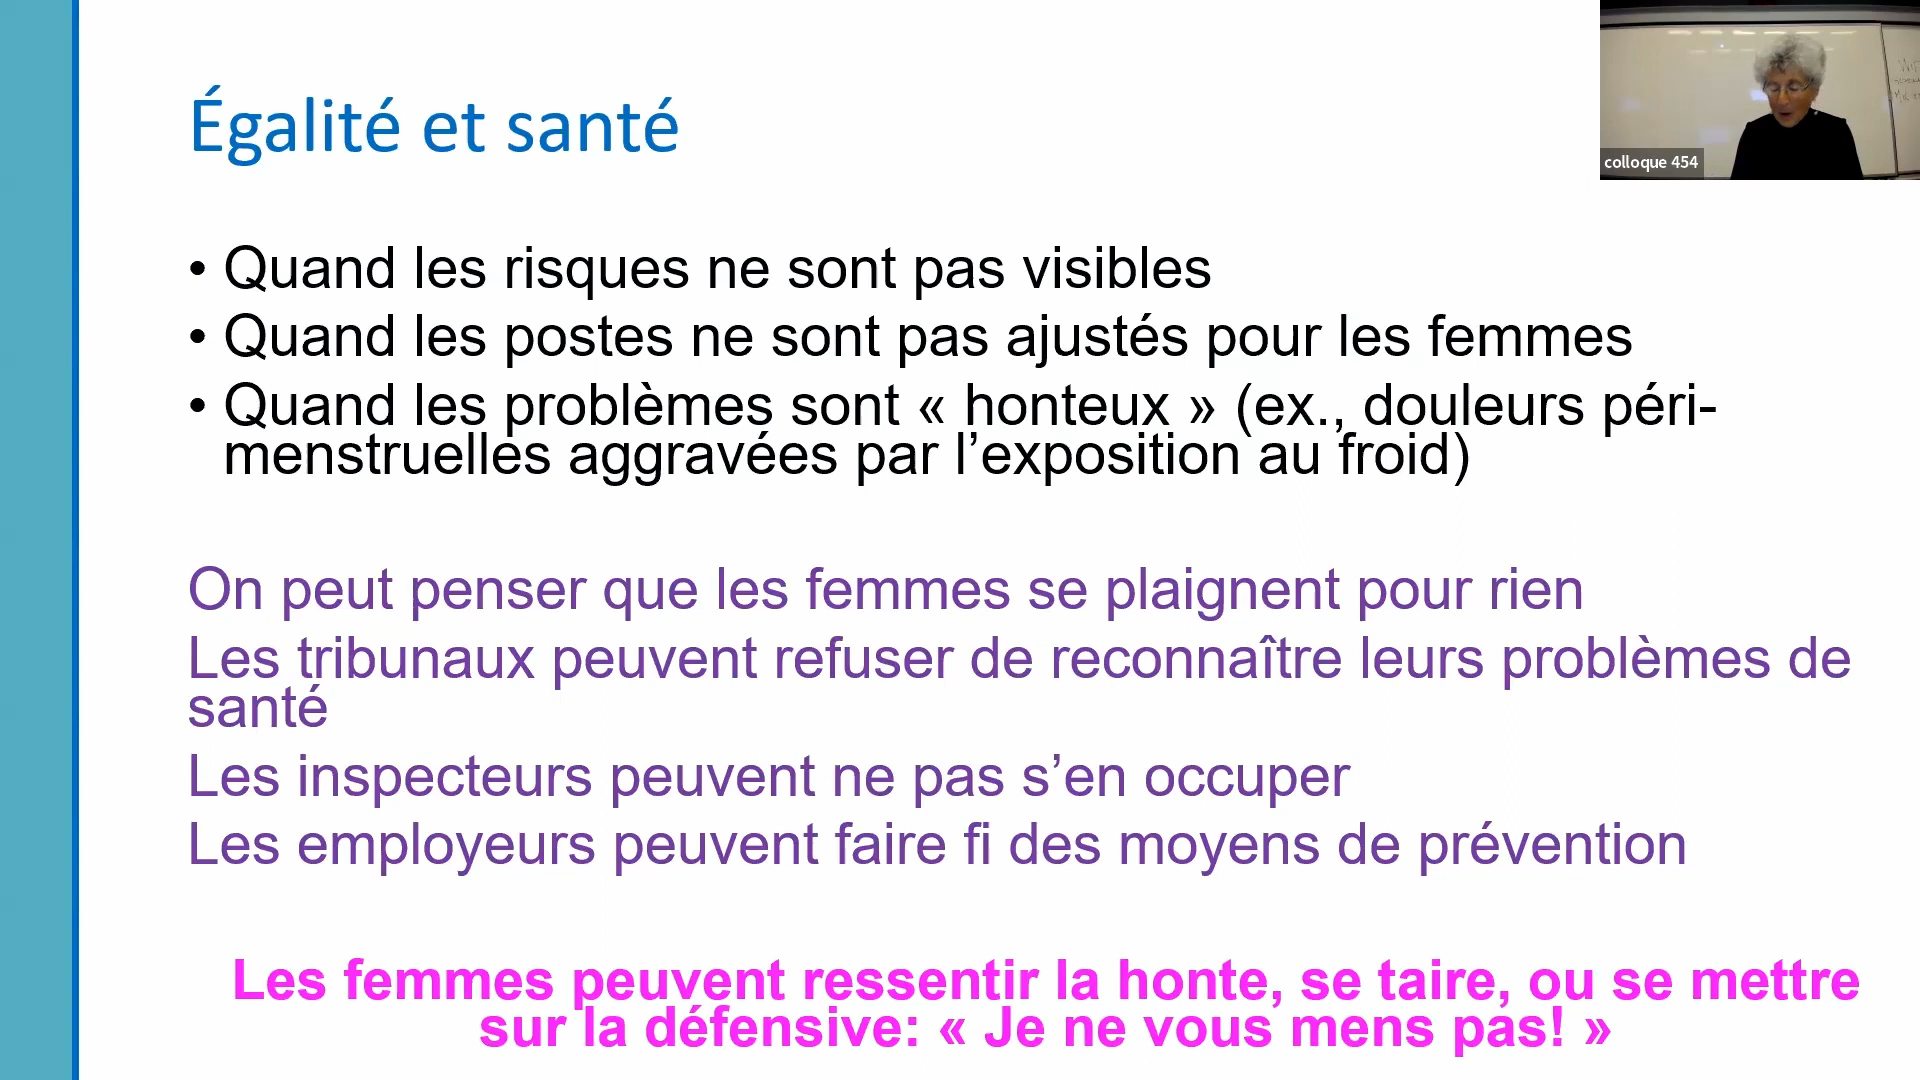 Égalité et santé
colloque 454
• Quand les risques ne sont pas visibles
• Quand les postes ne sont pas ajustés pour les femmes
• Quand les problèmes sont « honteux » (ex., douleurs péri-
menstruelles aggravées par l’exposition au froid)
On peut penser que les femmes se plaignent pour rien
Les tribunaux peuvent refuser de reconnaître leurs problèmes de
santé
Les inspecteurs peuvent ne pas s’en occuper
Les employeurs peuvent faire fi des moyens de prévention
Les femmes peuvent ressentir la honte, se taire, ou se mettre
sur la défensive: « Je ne vous mens pas! »